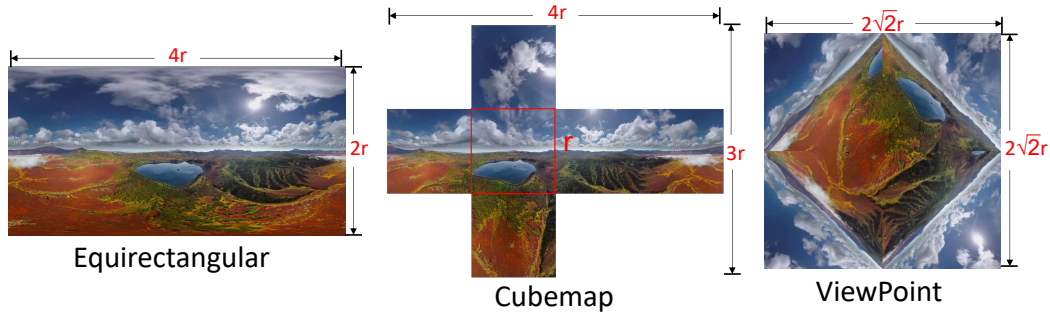 4r
2r
Equirectangular
4r
r
3r
Cubemap
2√2r
2√2r
ViewPoint